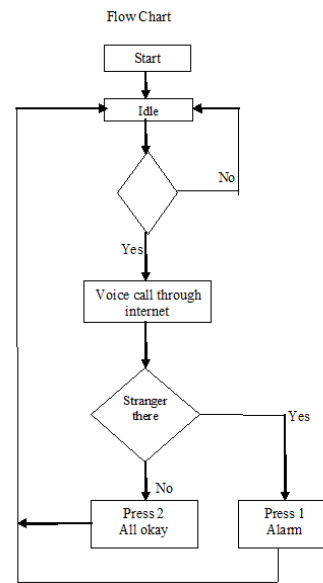 Flow Chart
Start
Idle
No
Yes
Voice call through
internet
Stranger
there
Yes
No
Press 2
All okay
Press 1
Alarm